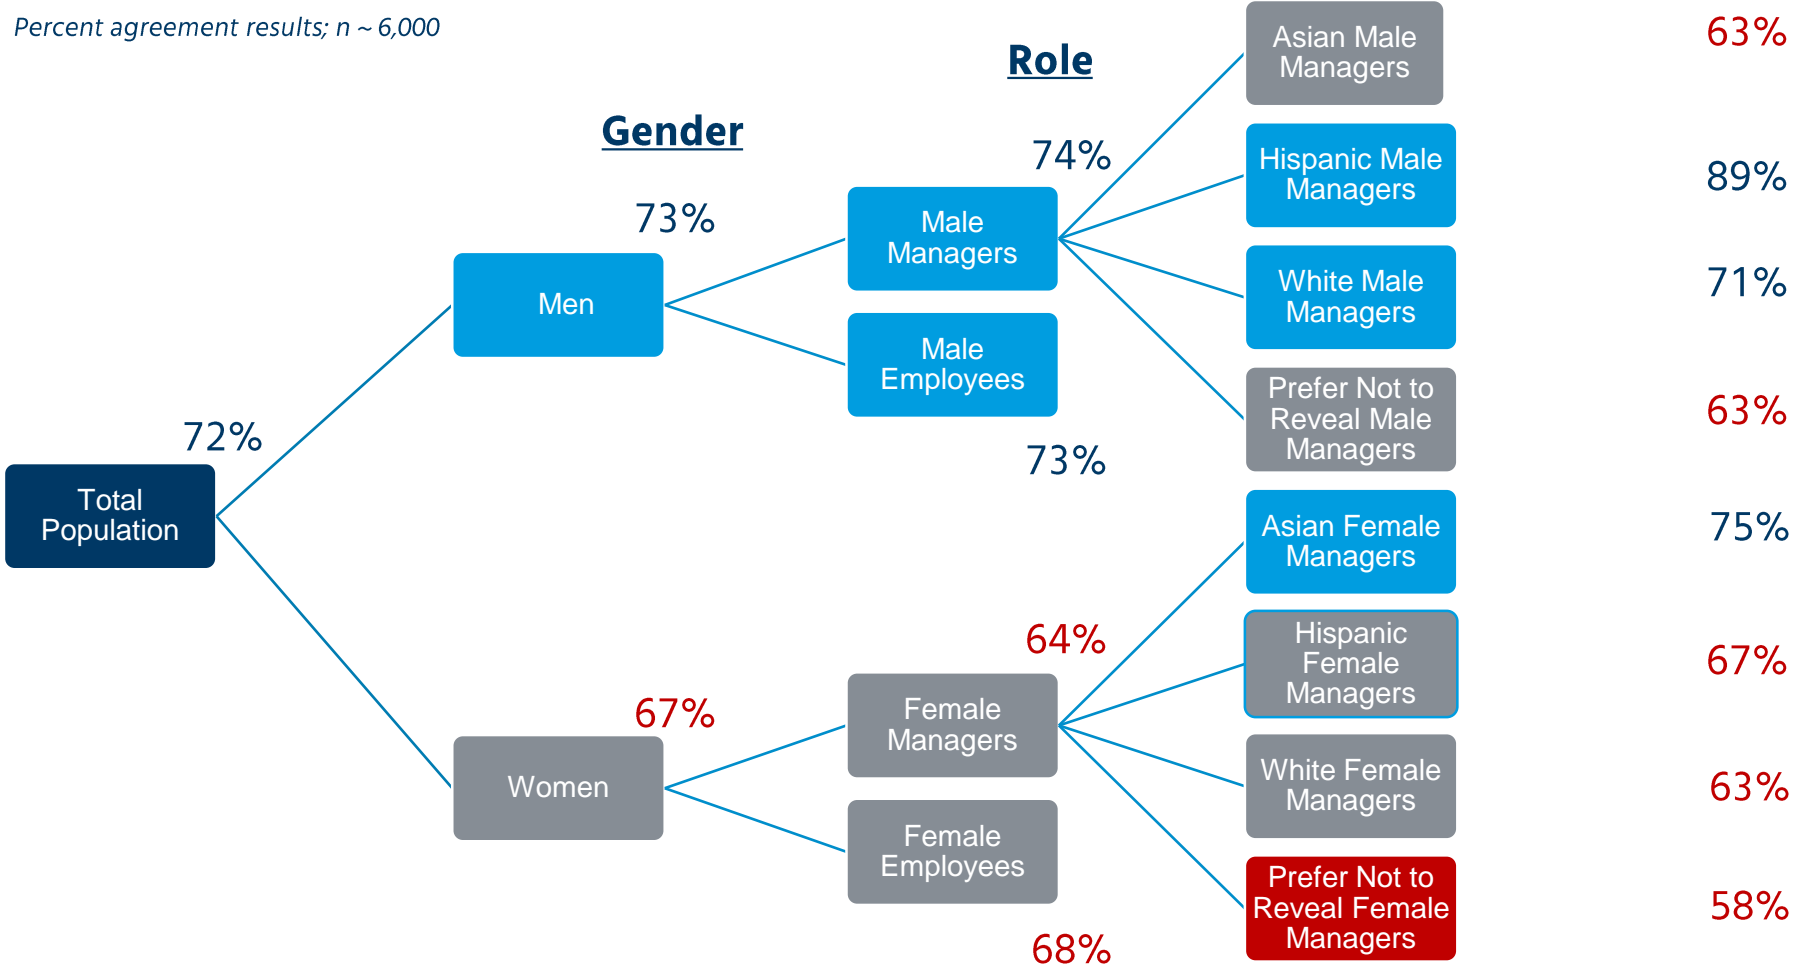 Percent agreement results; n ~ 6,000
Role
Gender
Total
Population
72%
Men
73%
Women
67%
Male
Managers
74%
Male
Employees
73%
Female
Managers
64%
Female
Employees
68%
Asian Male
Managers
63%
Hispanic Male
Managers
89%
White Male
Managers
71%
Prefer Not to
Reveal Male
Managers
63%
Asian Female
Managers
75%
Hispanic
Female
Managers
67%
White Female
Managers
63%
Prefer Not to
Reveal Female
Managers
58%